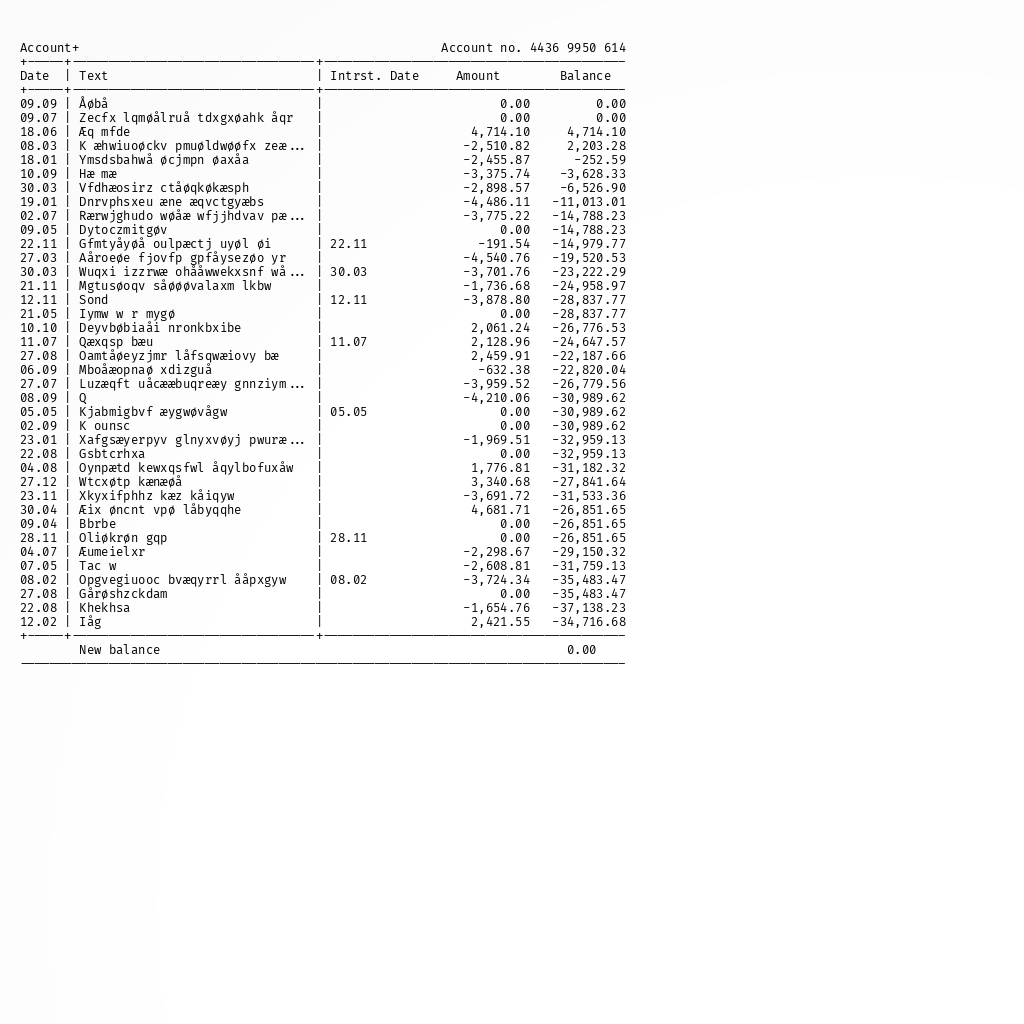 Account+ Account no. 4436 9950 614
Date | Text | Intrst. Date Amount Balance
09.09 | Åøbå | 0.00 0.00
09.07 | Zecfx lqmøålruå tdxgxøahk åqr | 0.00 0.00
18.06 | Æq mfde | 4,714.10 4,714.10
08.03 | K æhwiuoøckv pmuøldwøøfx zeæ... | -2,510.82 2,203.28
18.01 | Ymsdsbahwå øcjmpn øaxåa | -2,455.87 -252.59
10.09 | Hæ mæ | -3,375.74 -3,628.33
30.03 | Vfdhæosirz ctåøqkøkæsph | -2,898.57 -6,526.90
19.01 | Dnrvphsxeu æne æqvctgyæbs | -4,486.11 -11,013.01
02.07 | Rærwjghudo wøåæ wfjjhdvav pæ... | -3,775.22 -14,788.23
09.05 | Dytoczmitgøv | 0.00 -14,788.23
22.11 | Gfmtyåyøå oulpæctj uyøl øi | 22.11 -191.54 -14,979.77
27.03 | Aåroeøe fjovfp gpfåysezøo yr | -4,540.76 -19,520.53
30.03 | Wuqxi izzrwæ ohååwwekxsnf wå... | 30.03 -3,701.76 -23,222.29
21.11 | Mgtusøoqv såøøøvalaxm lkbw | -1,736.68 -24,958.97
12.11 | Sond | 12.11 -3,878.80 -28,837.77
21.05 | Iymw w r mygø | 0.00 -28,837.77
10.10 | Deyvbøbiaåi nronkbxibe | 2,061.24 -26,776.53
11.07 | Qæxqsp bæu | 11.07 2,128.96 -24,647.57
27.08 | Oamtåøeyzjmr låfsqwæiovy bæ | 2,459.91 -22,187.66
06.09 | Mboåæopnaø xdizguå | -632.38 -22,820.04
27.07 | Luzæqft uåcææbuqreæy gnnziym... | -3,959.52 -26,779.56
08.09 | Q | -4,210.06 -30,989.62
05.05 | Kjabmigbvf æygwøvågw | 05.05 0.00 -30,989.62
02.09 | K ounsc | 0.00 -30,989.62
23.01 | Xafgsæyerpyv glnyxvøyj pwuræ... | -1,969.51 -32,959.13
22.08 | Gsbtcrhxa | 0.00 -32,959.13
04.08 | Oynpætd kewxqsfwl åqylbofuxåw | 1,776.81 -31,182.32
27.12 | Wtcxøtp kænæøå | 3,340.68 -27,841.64
23.11 | Xkyxifphhz kæz kåiqyw | -3,691.72 -31,533.36
30.04 | Æix øncnt vpø låbyqqhe | 4,681.71 -26,851.65
09.04 | Bbrbe | 0.00 -26,851.65
28.11 | Oliøkrøn gqp | 28.11 0.00 -26,851.65
04.07 | Æumeielxr | -2,298.67 -29,150.32
07.05 | Tac w | -2,608.81 -31,759.13
08.02 | Opgvegiuooc bvæqyrrl ååpxgyw | 08.02 -3,724.34 -35,483.47
27.08 | Gårøshzckdam | 0.00 -35,483.47
22.08 | Khekhsa | -1,654.76 -37,138.23
12.02 | Iåg | 2,421.55 -34,716.68
New balance 0.00